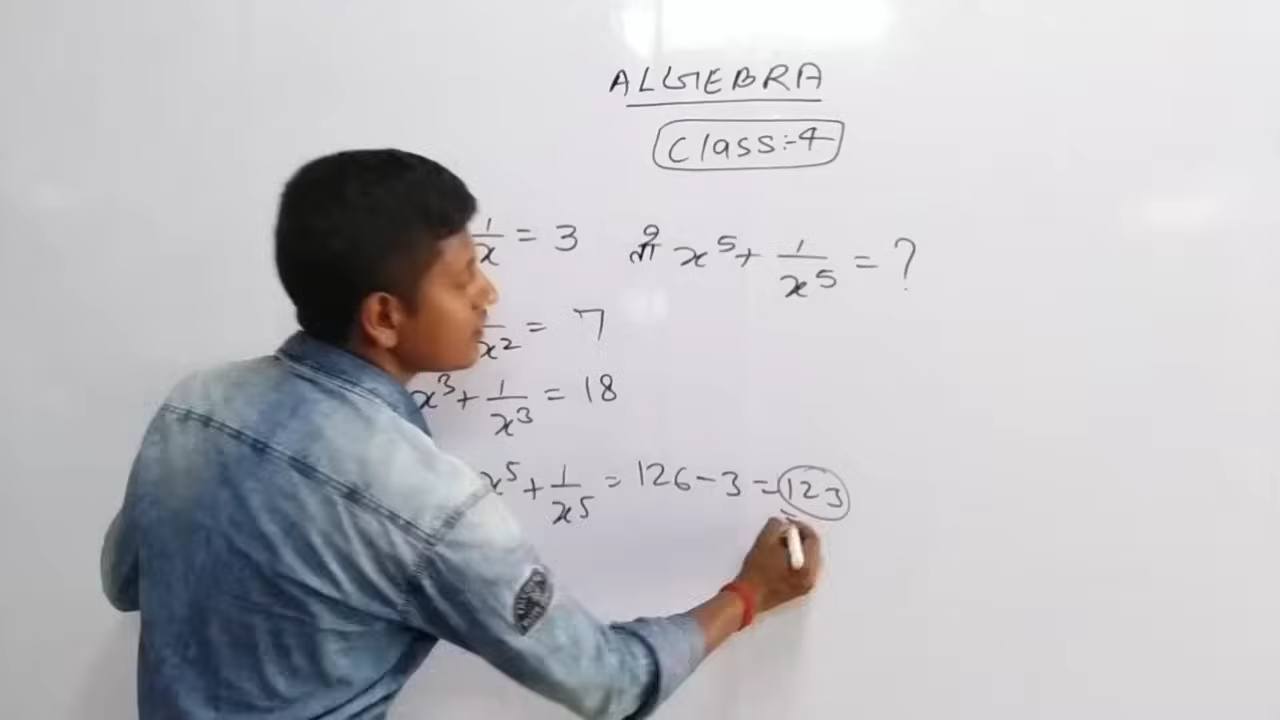 ALGEBRA
Class:-4
1/x = 3 तो x⁵ + 1/x⁵ = ?
x² = 7
x³ + 1/x³ = 18
x⁵ + 1/x⁵ = 126 - 3 = 123